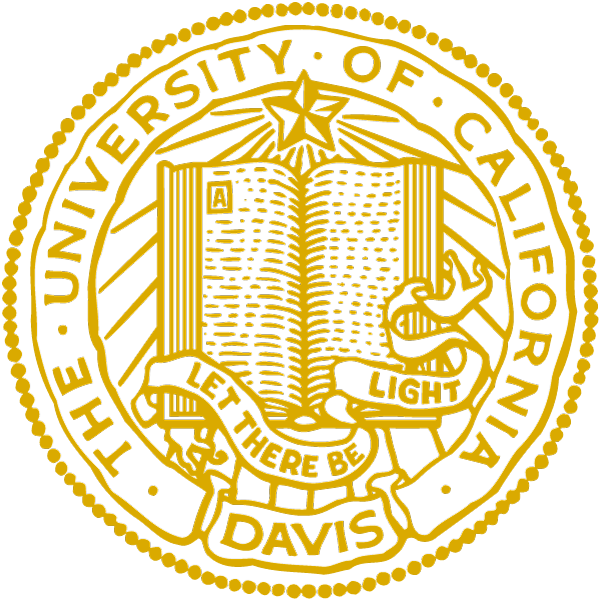 · THE · UNIVERSITY · OF · CALIFORNIA ·
A
LET THERE BE
LIGHT
DAVIS